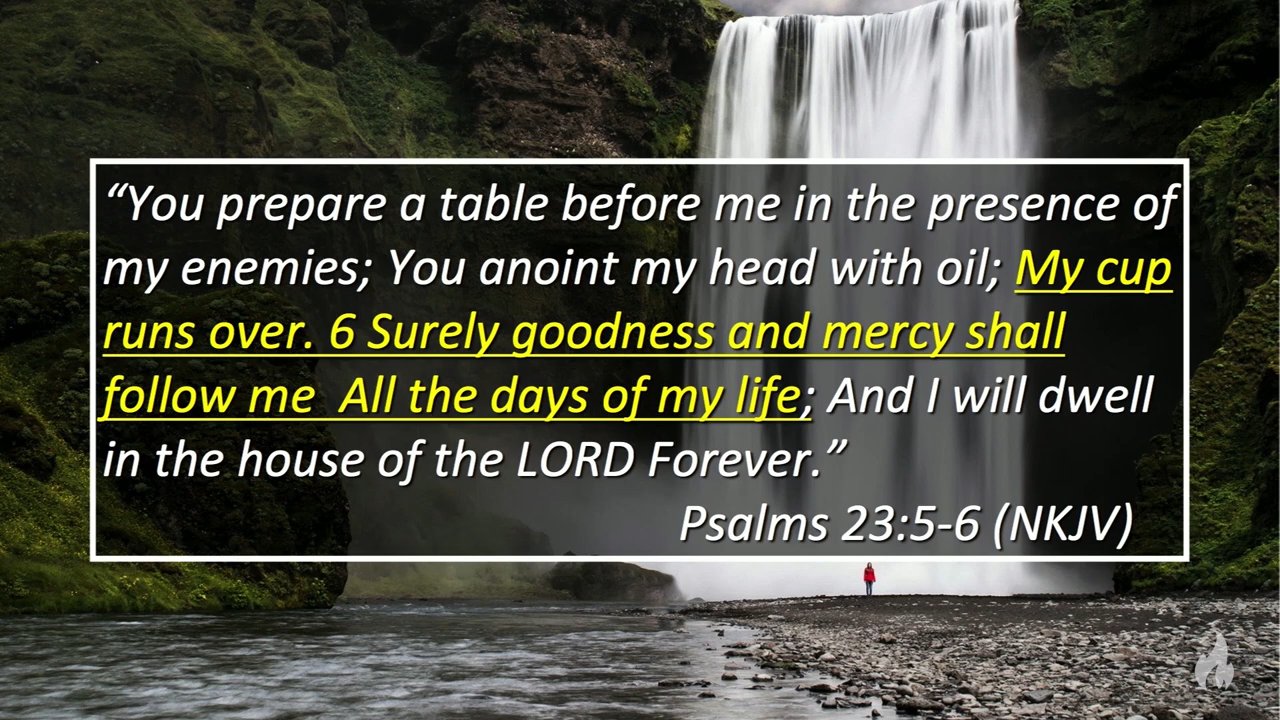 “You prepare a table before me in the presence of
my enemies; You anoint my head with oil; My cup
runs over. 6 Surely goodness and mercy shall
follow me  All the days of my life; And I will dwell
in the house of the LORD Forever.”
Psalms 23:5-6 (NKJV)